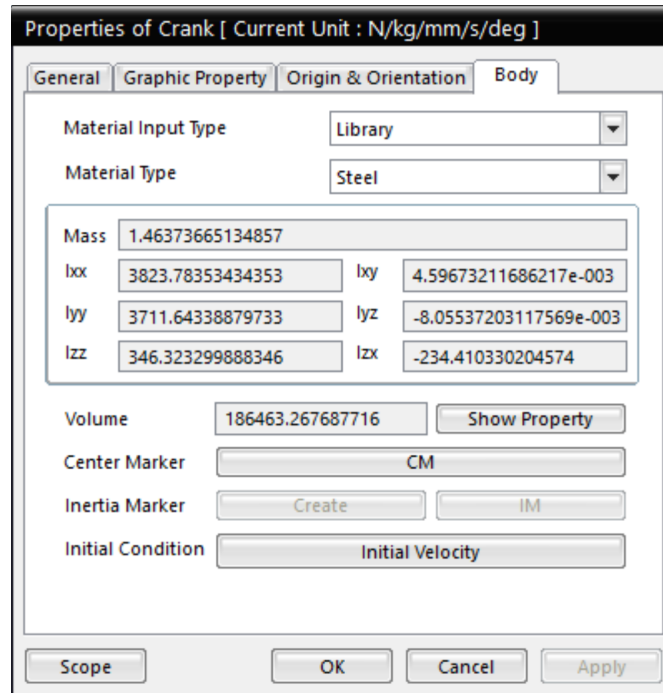 Properties of Crank [ Current Unit : N/kg/mm/s/deg ]
General Graphic Property Origin & Orientation Body
Material Input Type Library
Material Type Steel
Mass 1.46373665134857
Ixx 3823.78353434353 Ixy 4.59673211686217e-003
Iyy 3711.64338879733 Iyz -8.05537203117569e-003
Izz 346.323299888346 Izx -234.410330204574
Volume 186463.267687716 Show Property
Center Marker CM
Inertia Marker Create IM
Initial Condition Initial Velocity
Scope OK Cancel Apply